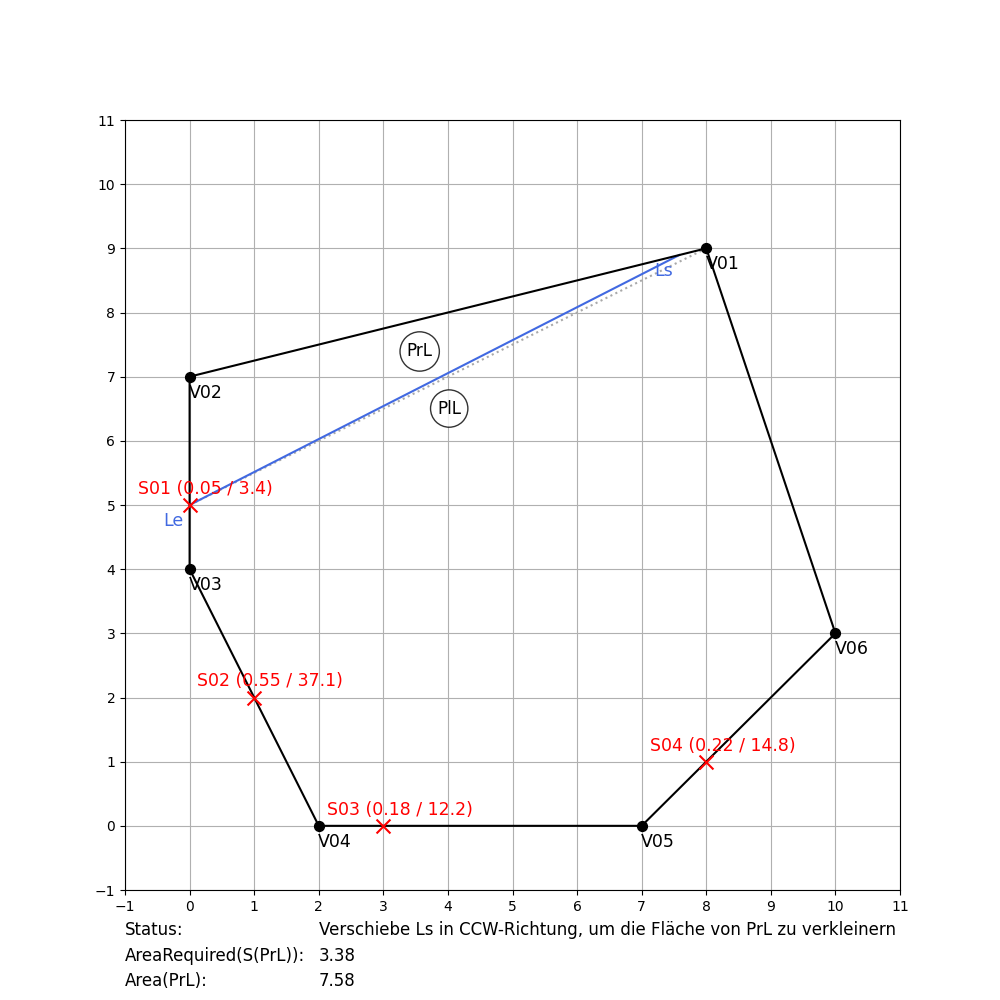 11
10
9
8
7
6
5
4
3
2
1
0
−1
−1 0 1 2 3 4 5 6 7 8 9 10 11
V01
Ls
PrL
V02
PlL
S01 (0.05 / 3.4)
Le
V03
V06
S02 (0.55 / 37.1)
S04 (0.22 / 14.8)
S03 (0.18 / 12.2)
V04
V05
Status: Verschiebe Ls in CCW-Richtung, um die Fläche von PrL zu verkleinern
AreaRequired(S(PrL)): 3.38
Area(PrL): 7.58